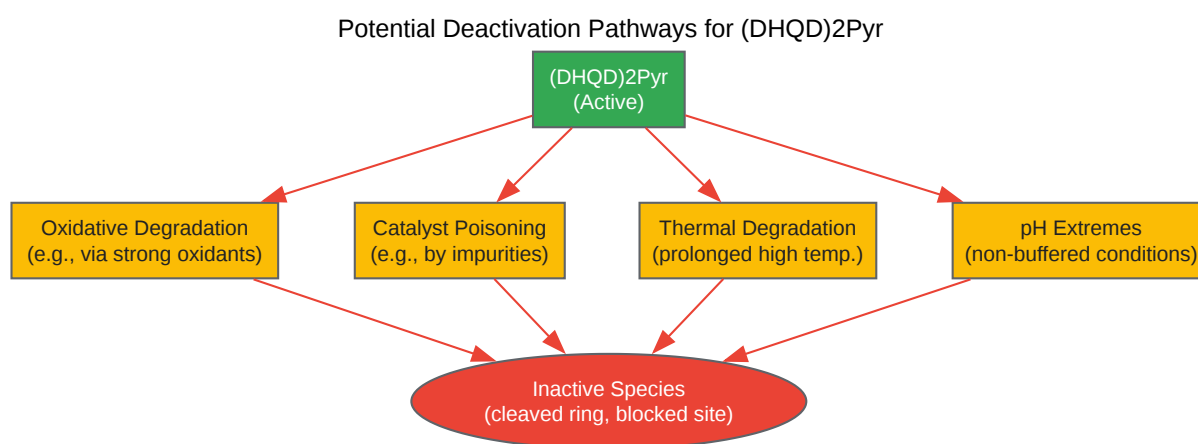 Potential Deactivation Pathways for (DHQD)2Pyr
(DHQD)2Pyr
(Active)
Oxidative Degradation
(e.g., via strong oxidants)
Catalyst Poisoning
(e.g., by impurities)
Thermal Degradation
(prolonged high temp.)
pH Extremes
(non-buffered conditions)
Inactive Species
(cleaved ring, blocked site)